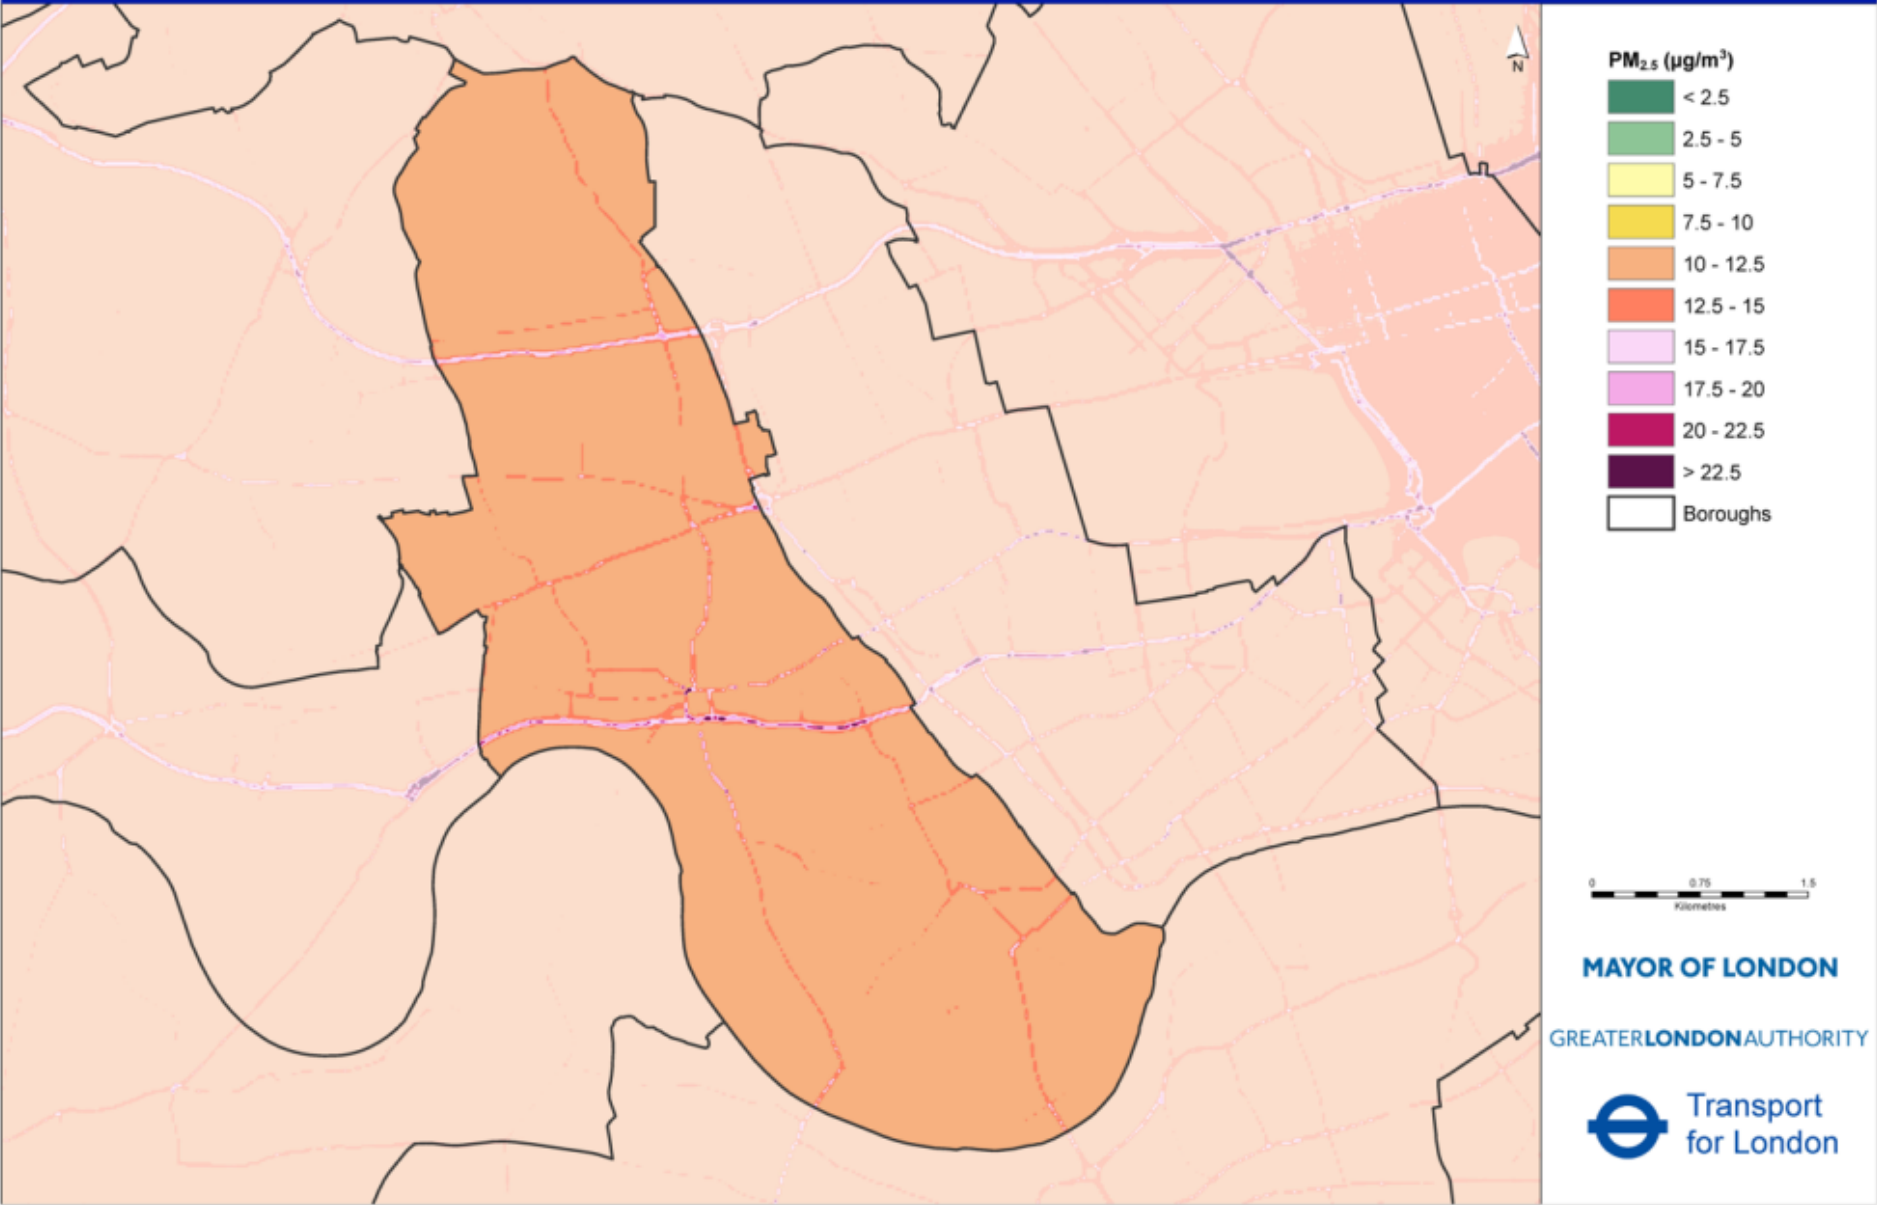 N
PM2.5 (µg/m³)
< 2.5
2.5 - 5
5 - 7.5
7.5 - 10
10 - 12.5
12.5 - 15
15 - 17.5
17.5 - 20
20 - 22.5
> 22.5
Boroughs
0 0.75 1.5
Kilometres
MAYOR OF LONDON
GREATERLONDONAUTHORITY
Transport
for London